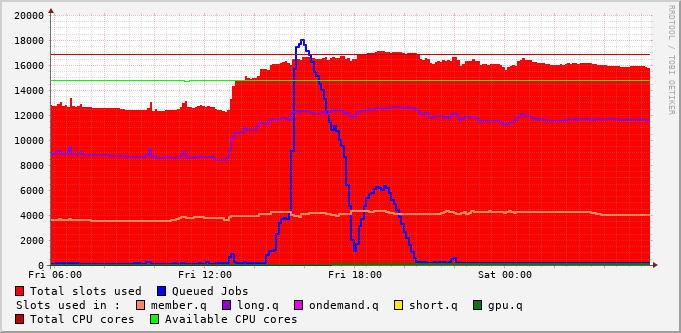 20000
18000
16000
14000
12000
10000
8000
6000
4000
2000
0
Fri 06:00 Fri 12:00 Fri 18:00 Sat 00:00
Total slots used Queued Jobs
Slots used in : member.q long.q ondemand.q short.q gpu.q
Total CPU cores Available CPU cores
RRDTOOL / TOBI OETIKER